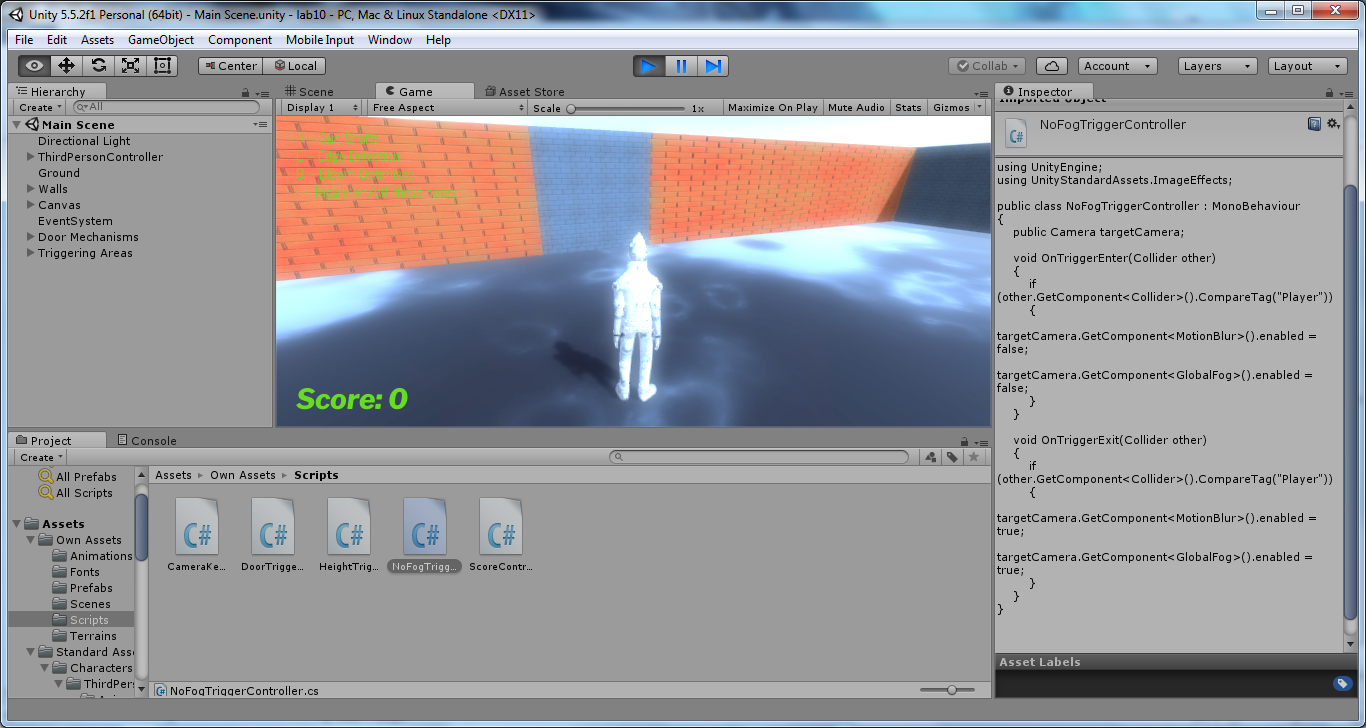 Unity 5.5.2f1 Personal (64bit) - Main Scene.unity - lab10 - PC, Mac & Linux Standalone <DX11>
File Edit Assets GameObject Component Mobile Input Window Help
Center Local Collab Account Layers Layout
Hierarchy
Create All
Main Scene
Directional Light
ThirdPersonController
Ground
Walls
Canvas
EventSystem
Door Mechanisms
Triggering Areas
Scene Game Asset Store
Display 1 Free Aspect Scale 1x Maximize On Play Mute Audio Stats Gizmos
Score: 0
Inspector
Imported Object
NoFogTriggerController
C#
using UnityEngine;
using UnityStandardAssets.ImageEffects;
public class NoFogTriggerController : MonoBehaviour
{
public Camera targetCamera;
void OnTriggerEnter(Collider other)
{
if
(other.GetComponent<Collider>().CompareTag("Player"))
{
targetCamera.GetComponent<MotionBlur>().enabled =
false;
targetCamera.GetComponent<GlobalFog>().enabled =
false;
}
}
void OnTriggerExit(Collider other)
{
if
(other.GetComponent<Collider>().CompareTag("Player"))
{
targetCamera.GetComponent<MotionBlur>().enabled =
true;
targetCamera.GetComponent<GlobalFog>().enabled =
true;
}
}
}
Asset Labels
Project Console
Create
All Prefabs
All Scripts
Assets
Own Assets
Animations
Fonts
Prefabs
Scenes
Scripts
Terrains
Standard Asse
Characters
ThirdPers
Assets Own Assets Scripts
C# C# C# C# C#
CameraKe... DoorTrigge... HeightTrig... NoFogTrigg... ScoreContr...
NoFogTriggerController.cs